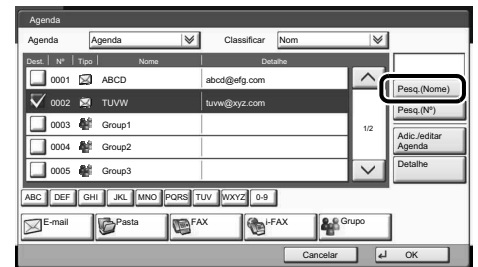 Agenda
Agenda Agenda Classificar Nom
Dest. Nº Tipo Nome Detalhe
0001 ABCD abcd@efg.com
0002 TUVW tuvw@xyz.com
0003 Group1
0004 Group2
0005 Group3
1/2
Pesq.(Nome)
Pesq.(Nº)
Adic./editar
Agenda
Detalhe
ABC DEF GHI JKL MNO PQRS TUV WXYZ 0-9
E-mail Pasta FAX i-FAX Grupo
Cancelar OK